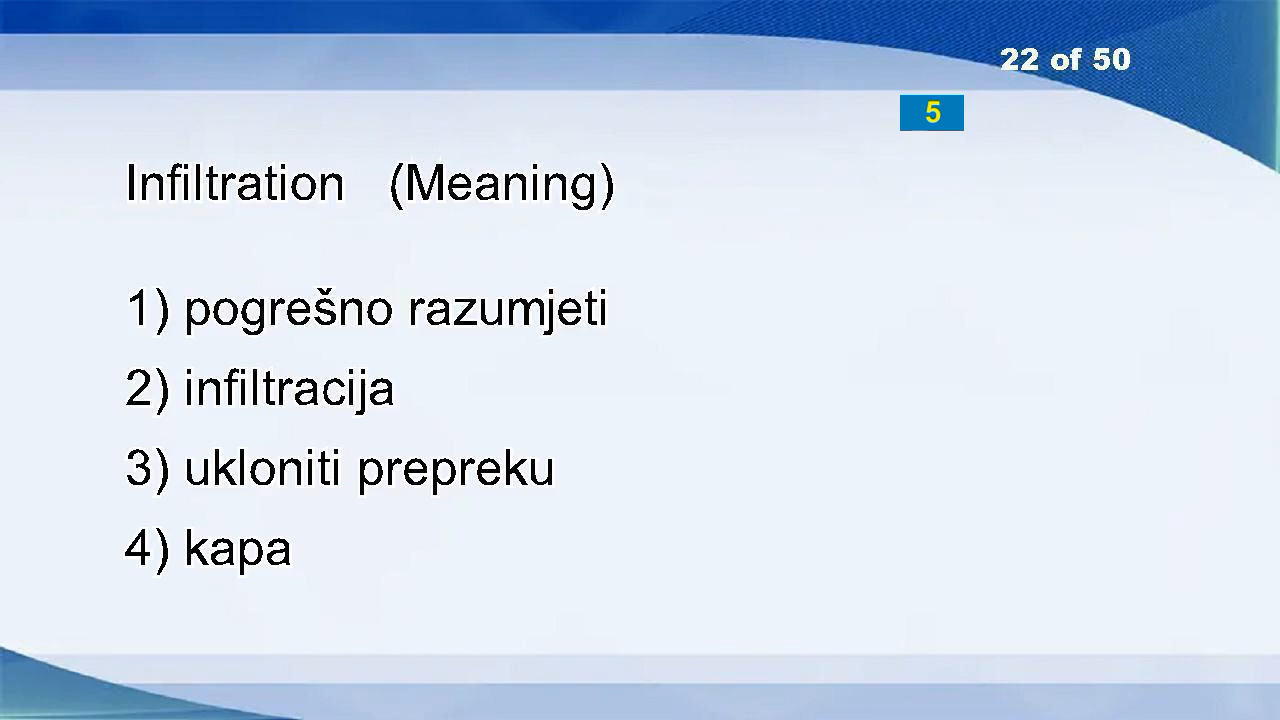 22 of 50
5
Infiltration (Meaning)
1) pogrešno razumjeti
2) infiltracija
3) ukloniti prepreku
4) kapa